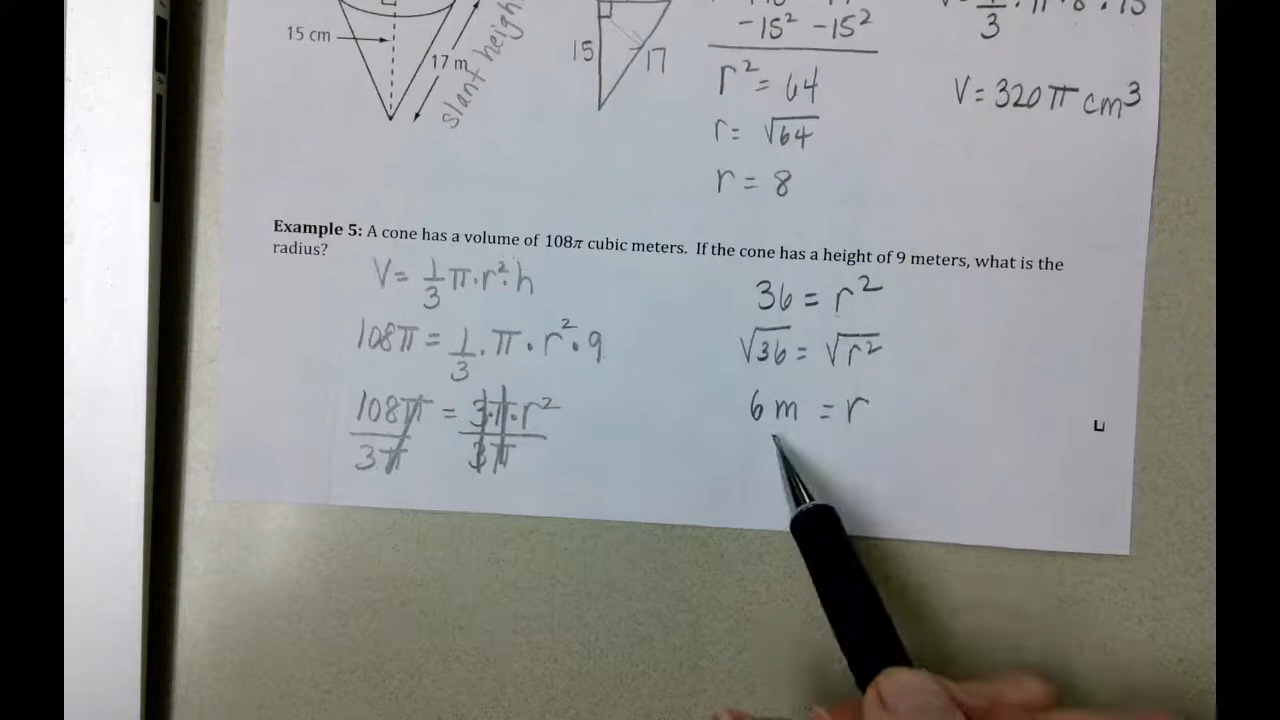 15 cm
17 m
slant height
15
17
-15² -15²
r² = 64
r = √64
r = 8
3
V = 320π cm³
Example 5: A cone has a volume of 108π cubic meters. If the cone has a height of 9 meters, what is the
radius?
V = 1/3 π·r²·h
108π = 1/3 · π · r² · 9
108π = 3·π·r²
3π 3π
36 = r²
√36 = √r²
6 m = r